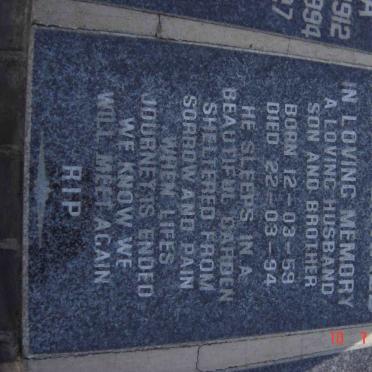 IN LOVING MEMORY
A LOVING HUSBAND
SON AND BROTHER
BORN 12-03-59
DIED 22-03-94
HE SLEEPS IN A
BEAUTIFUL GARDEN
SHELTERED FROM
SORROW AND PAIN
WHEN LIFES
JOURNEY IS ENDED
WE KNOW WE
WILL MEET AGAIN
RIP
1912
1994